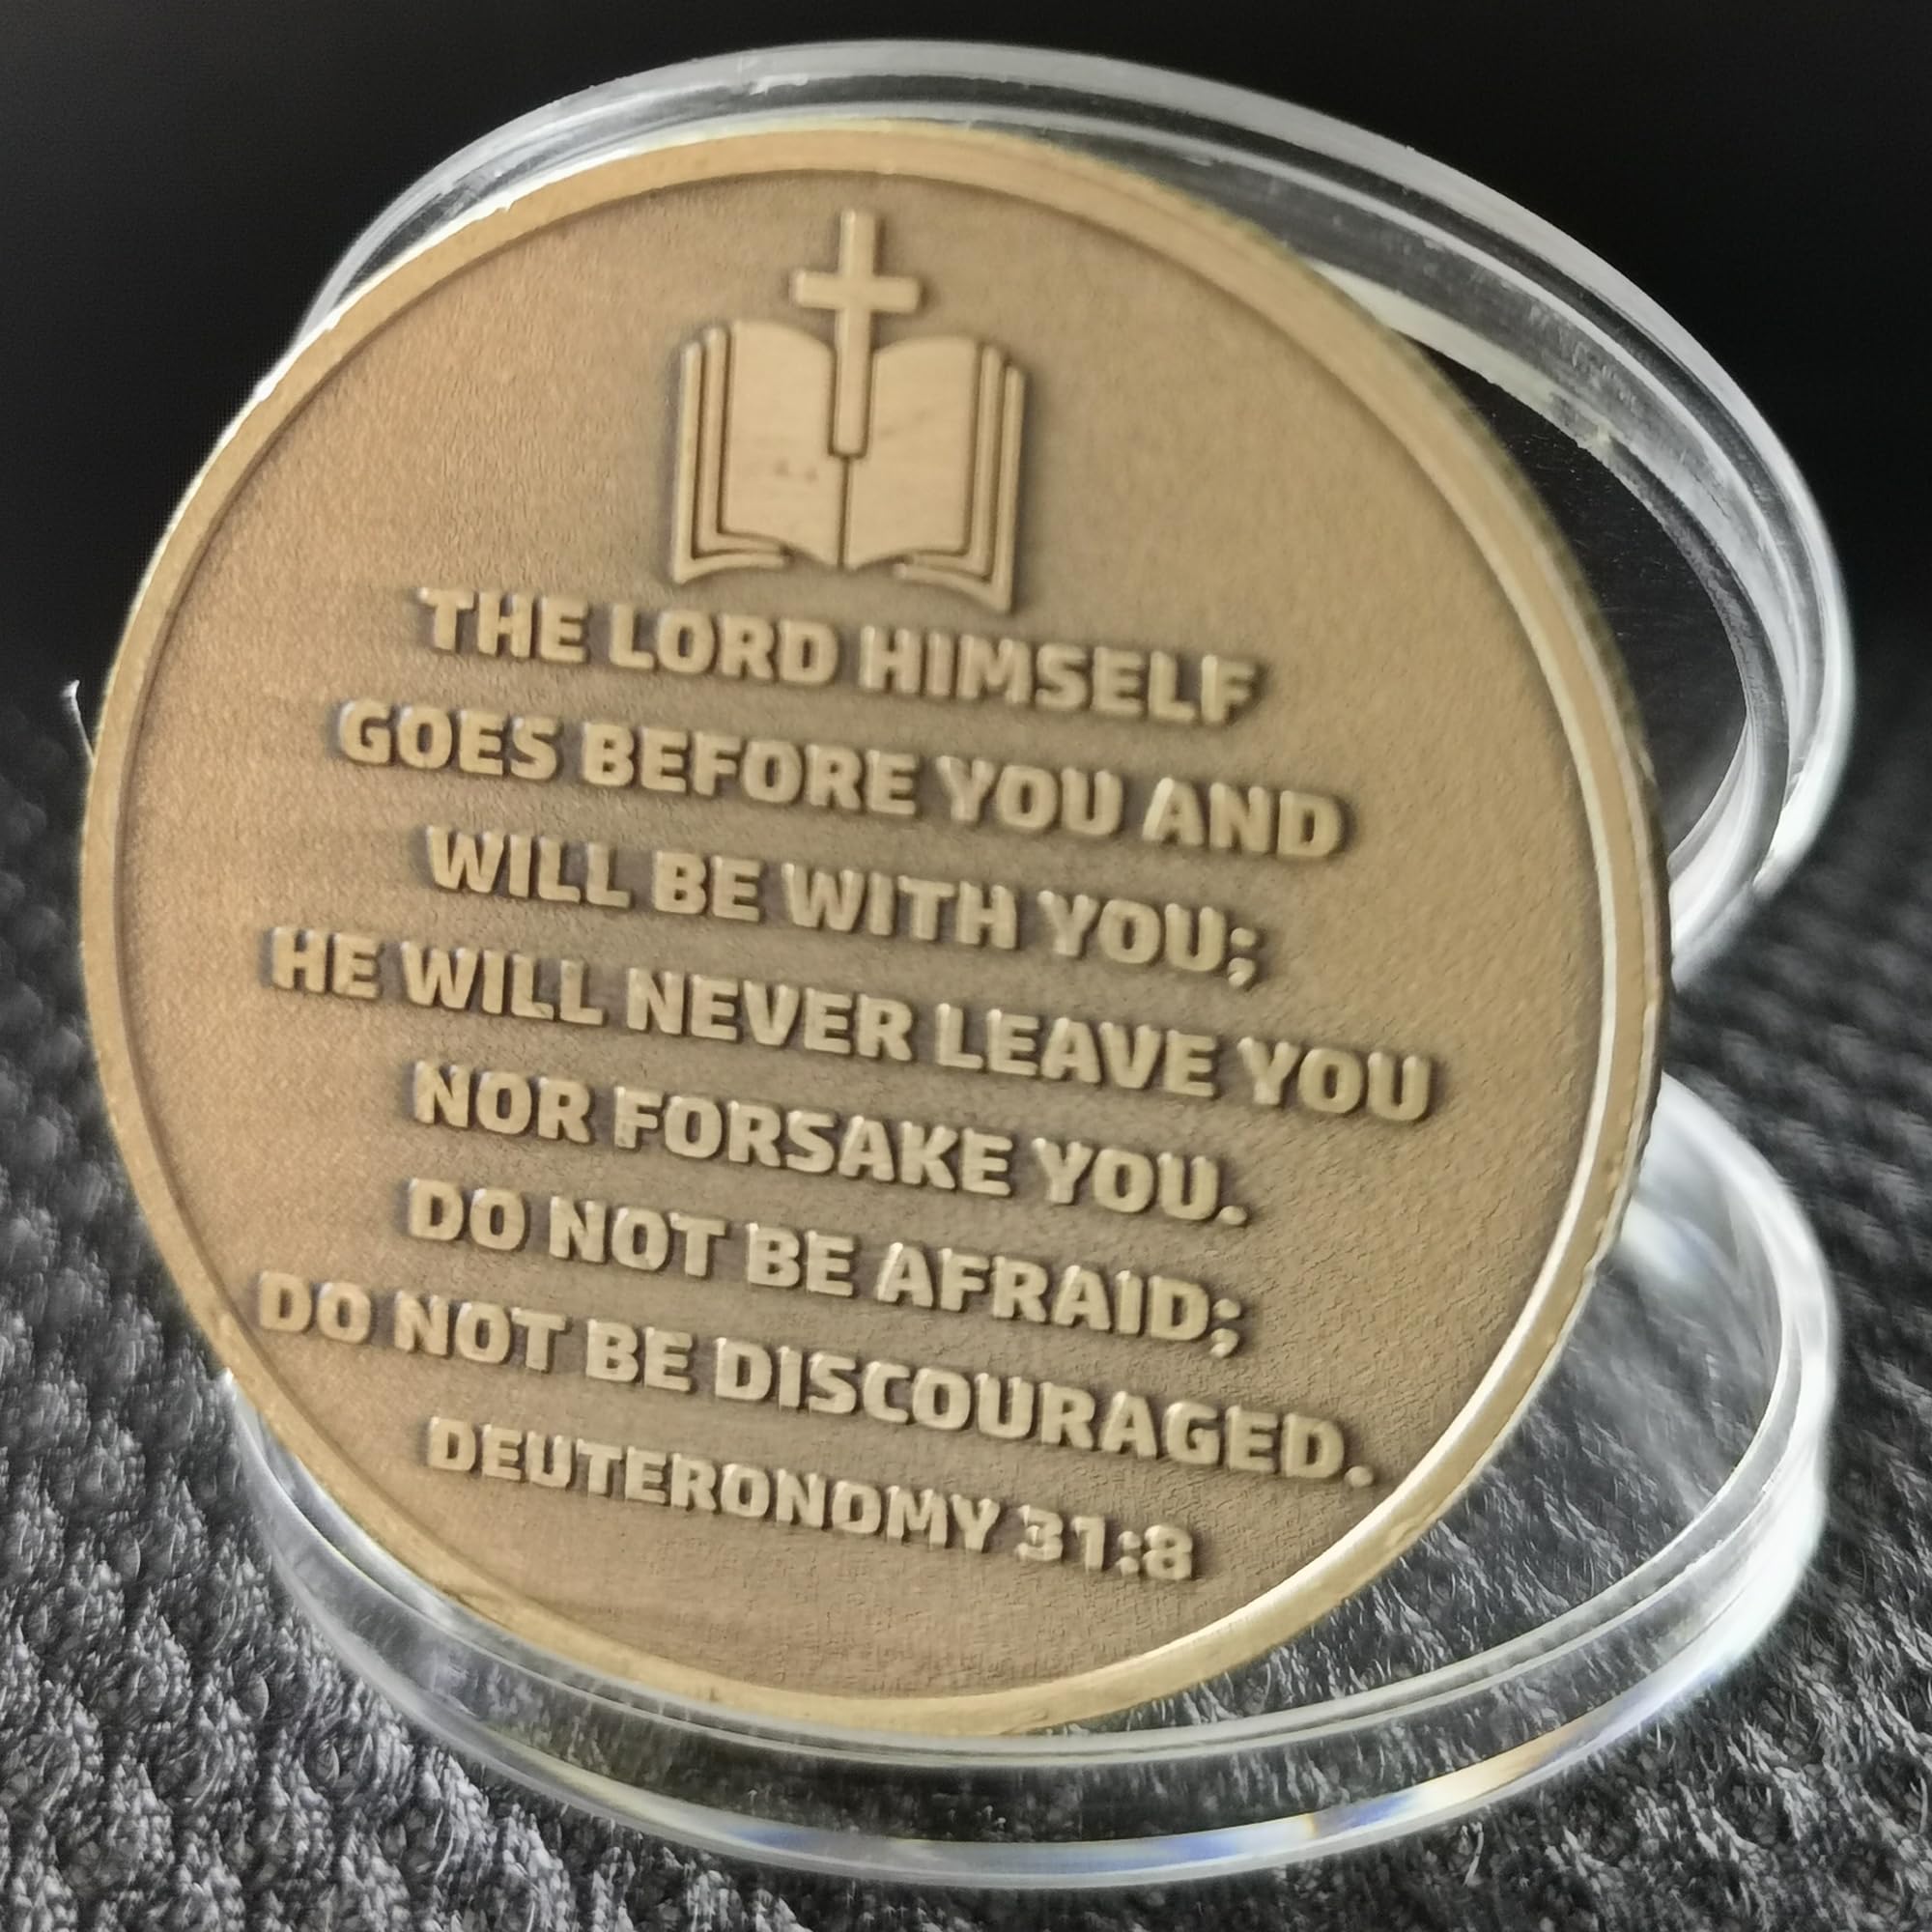 THE LORD HIMSELF
GOES BEFORE YOU AND
WILL BE WITH YOU;
HE WILL NEVER LEAVE YOU
NOR FORSAKE YOU.
DO NOT BE AFRAID;
DO NOT BE DISCOURAGED.
DEUTERONOMY 31:8